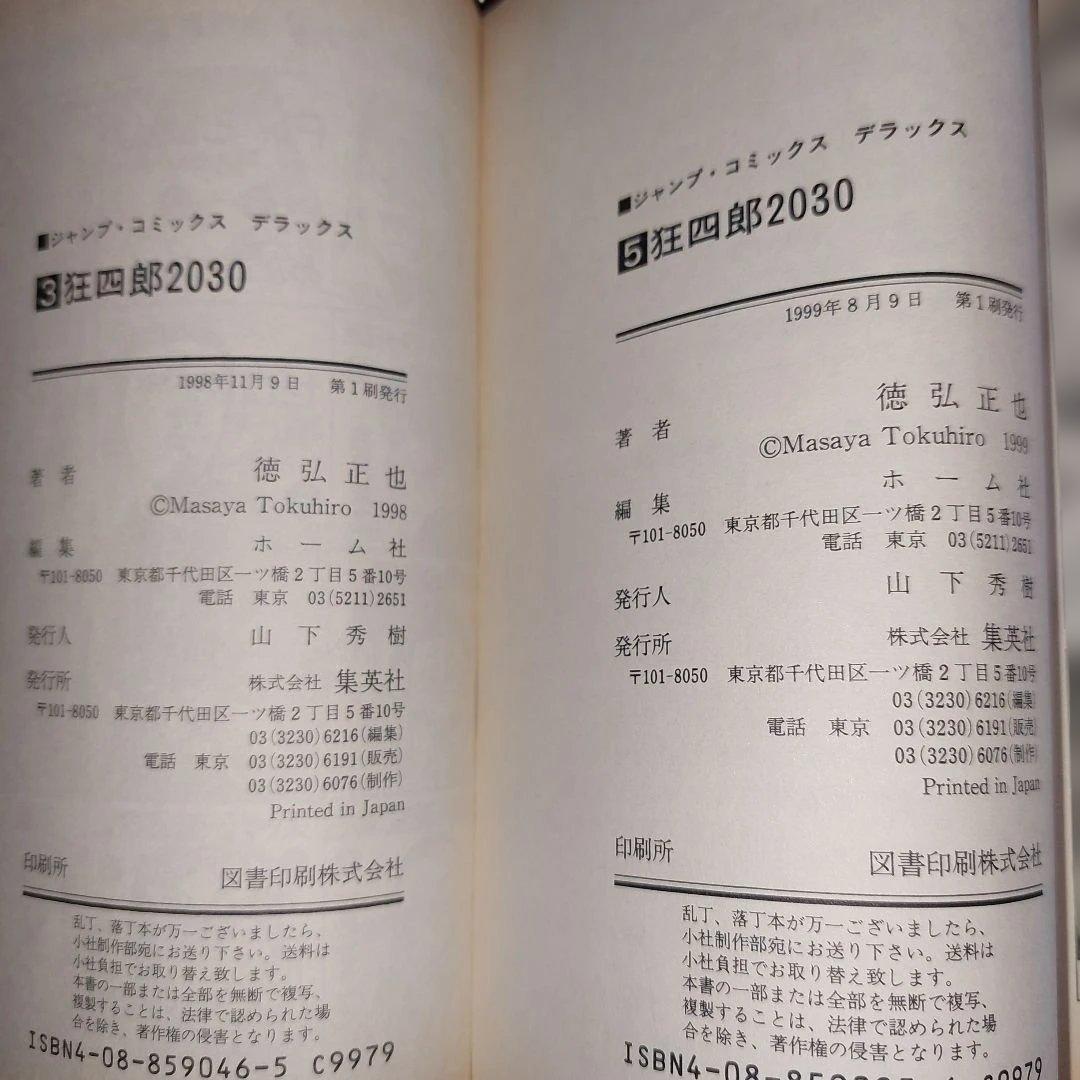 ■ジャンプ・コミックス デラックス
3狂四郎2030
1998年11月9日 第1刷発行
著者 徳弘正也
©Masaya Tokuhiro 1998
編集 ホーム社
〒101-8050 東京都千代田区一ツ橋2丁目5番10号
電話 東京 03(5211)2651
発行人 山下秀樹
発行所 株式会社 集英社
〒101-8050 東京都千代田区一ツ橋2丁目5番10号
03(3230)6216(編集)
電話 東京 03(3230)6191(販売)
03(3230)6076(制作)
Printed in Japan
印刷所 図書印刷株式会社
乱丁、落丁本が万一ございましたら、
小社制作部宛にお送り下さい。送料は
小社負担でお取り替え致します。
本書の一部または全部を無断で複写、
複製することは、法律で認められた場
合を除き、著作権の侵害となります。
ISBN4-08-859046-5 C9979
■ジャンプ・コミックス デラックス
5狂四郎2030
1999年8月9日 第1刷発行
著者 徳弘正也
©Masaya Tokuhiro 1999
編集 ホーム社
〒101-8050 東京都千代田区一ツ橋2丁目5番10号
電話 東京 03(5211)2651
発行人 山下秀樹
発行所 株式会社 集英社
〒101-8050 東京都千代田区一ツ橋2丁目5番10号
03(3230)6216(編集)
電話 東京 03(3230)6191(販売)
03(3230)6076(制作)
Printed in Japan
印刷所 図書印刷株式会社
乱丁、落丁本が万一ございましたら、
小社制作部宛にお送り下さい。送料は
小社負担でお取り替え致します。
本書の一部または全部を無断で複写、
複製することは、法律で認められた場
合を除き、著作権の侵害となります。